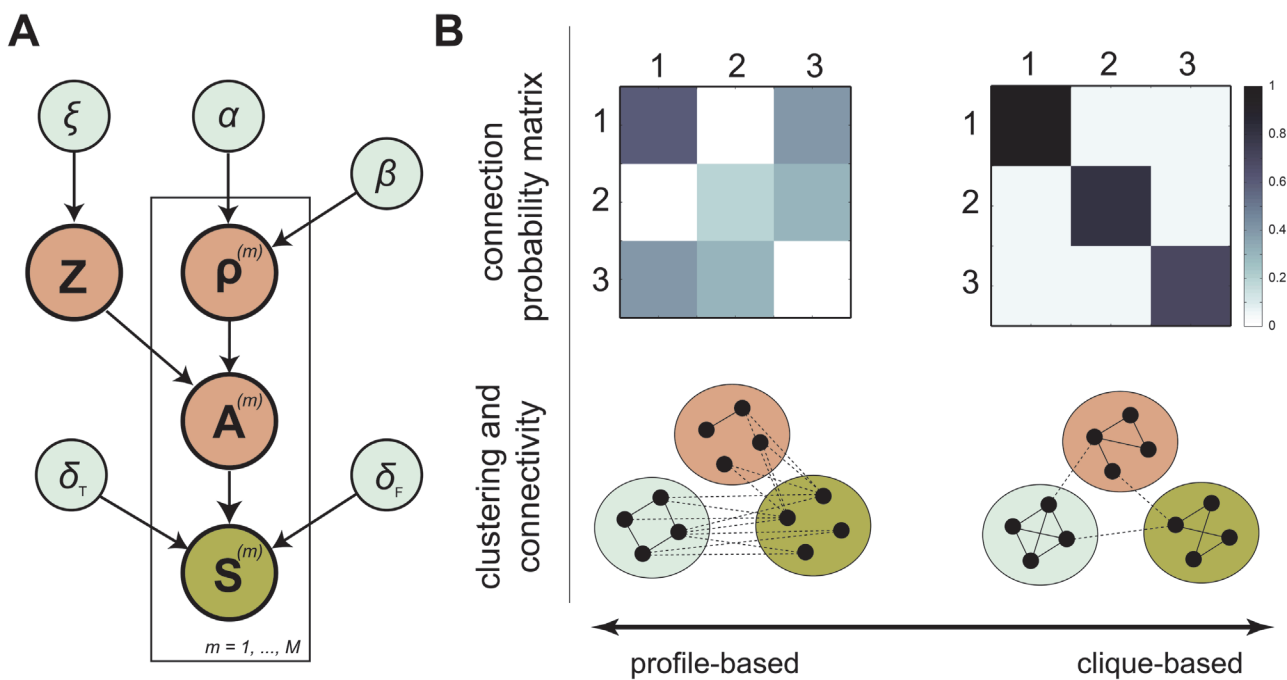 A
ξ
α
β
Z
ρ(m)
A(m)
δT
δF
S(m)
m = 1, ..., M
B
connection
probability matrix
1 2 3
1
2
3
1 2 3
1
2
3
1
0.8
0.6
0.4
0.2
0
clustering and
connectivity
profile-based
clique-based